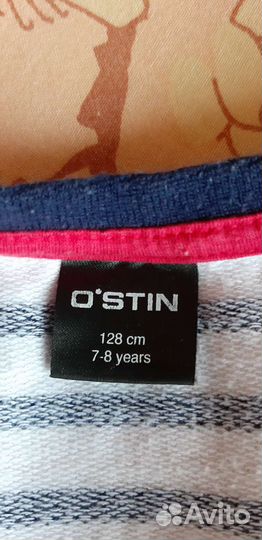 O'STIN
128 cm
7-8 years
Avito